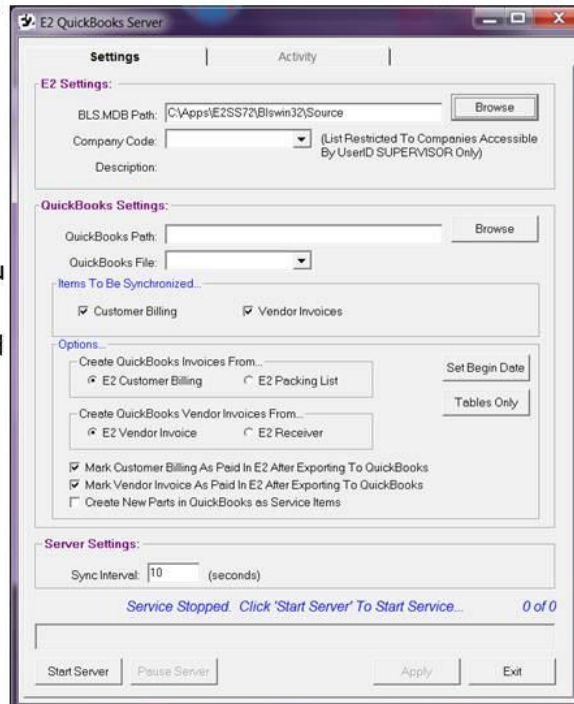 E2 QuickBooks Server
Settings
Activity
E2 Settings:
BLS.MDB Path: C:\Apps\E2SS72\Blswin32\Source
Browse
Company Code:
(List Restricted To Companies Accessible
By UserID SUPERVISOR Only)
Description:
QuickBooks Settings:
QuickBooks Path:
Browse
QuickBooks File:
Items To Be Synchronized...
Customer Billing
Vendor Invoices
Options...
Create QuickBooks Invoices From...
E2 Customer Billing
E2 Packing List
Set Begin Date
Tables Only
Create QuickBooks Vendor Invoices From...
E2 Vendor Invoice
E2 Receiver
Mark Customer Billing As Paid In E2 After Exporting To QuickBooks
Mark Vendor Invoice As Paid In E2 After Exporting To QuickBooks
Create New Parts in QuickBooks as Service Items
Server Settings:
Sync Interval: 10 (seconds)
Service Stopped. Click 'Start Server' To Start Service... 0 of 0
Start Server
Pause Server
Apply
Exit